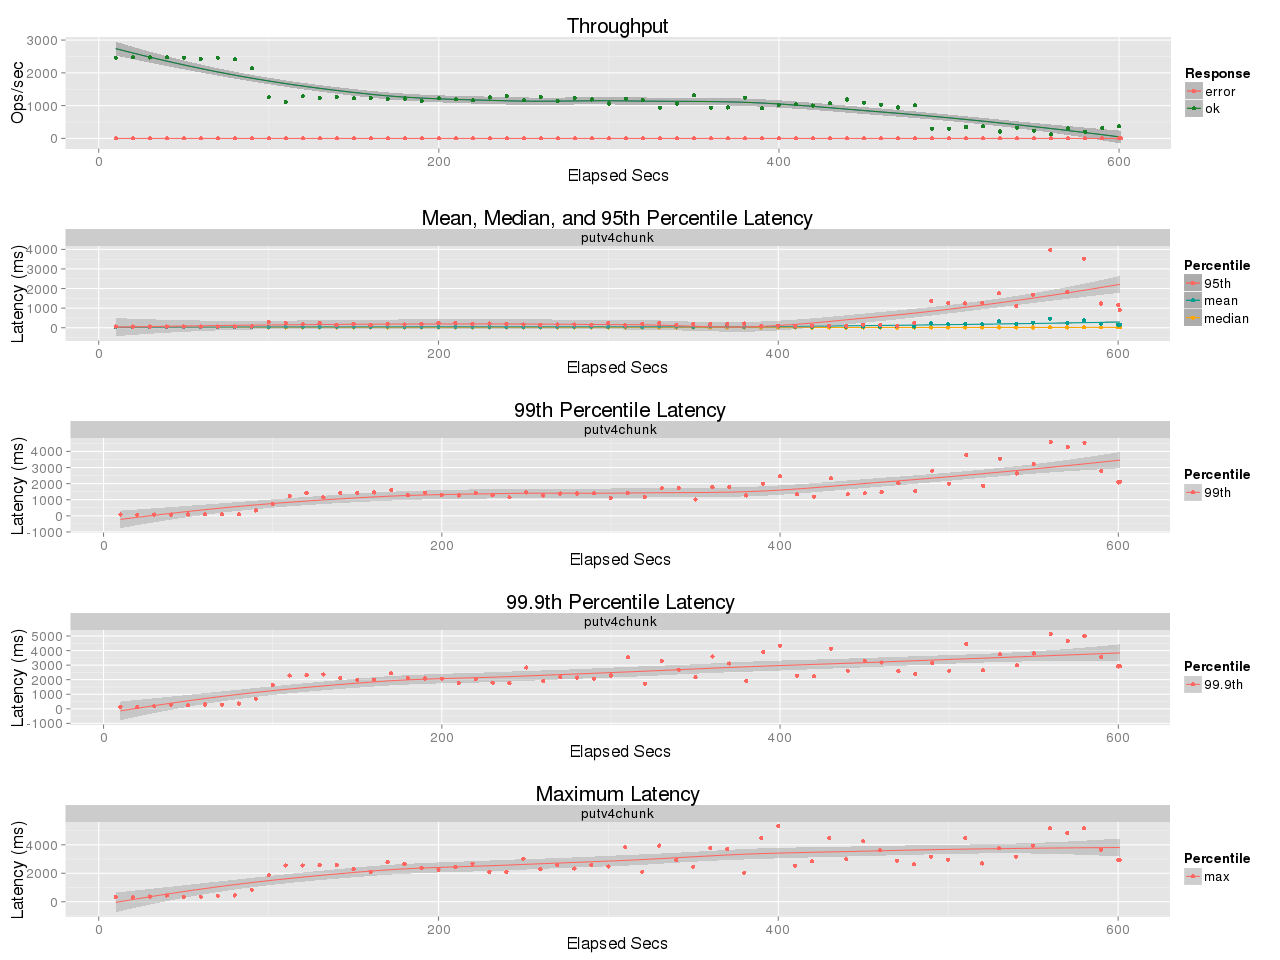 Throughput
3000
2000
1000
0
Ops/sec
0 200 400 600
Elapsed Secs
Response
error
ok
Mean, Median, and 95th Percentile Latency
putv4chunk
4000
3000
2000
1000
0
Latency (ms)
0 200 400 600
Elapsed Secs
Percentile
95th
mean
median
99th Percentile Latency
putv4chunk
4000
3000
2000
1000
0
-1000
Latency (ms)
0 200 400 600
Elapsed Secs
Percentile
99th
99.9th Percentile Latency
putv4chunk
5000
4000
3000
2000
1000
0
-1000
Latency (ms)
0 200 400 600
Elapsed Secs
Percentile
99.9th
Maximum Latency
putv4chunk
4000
2000
0
Latency (ms)
0 200 400 600
Elapsed Secs
Percentile
max